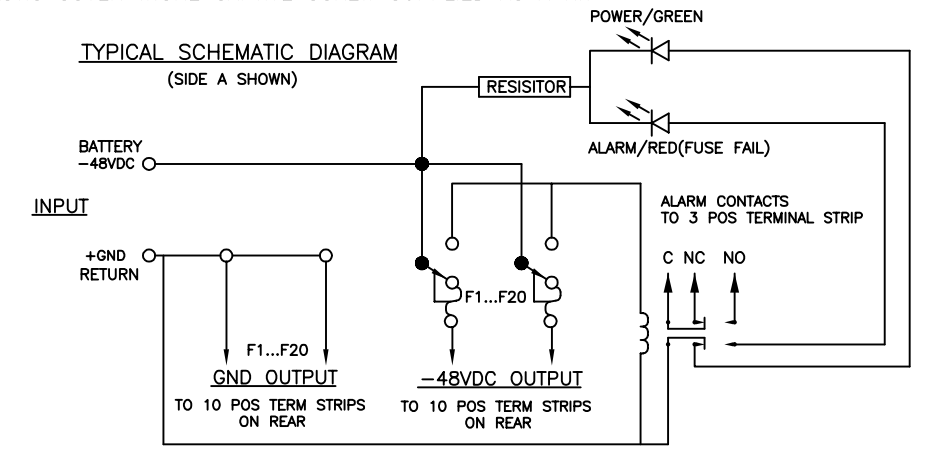 POWER/GREEN
TYPICAL SCHEMATIC DIAGRAM
(SIDE A SHOWN)
RESISITOR
BATTERY
-48VDC
ALARM/RED(FUSE FAIL)
INPUT
ALARM CONTACTS
TO 3 POS TERMINAL STRIP
+GND
RETURN
C NC NO
F1...F20
F1...F20
GND OUTPUT
-48VDC OUTPUT
TO 10 POS TERM STRIPS
ON REAR
TO 10 POS TERM STRIPS
ON REAR